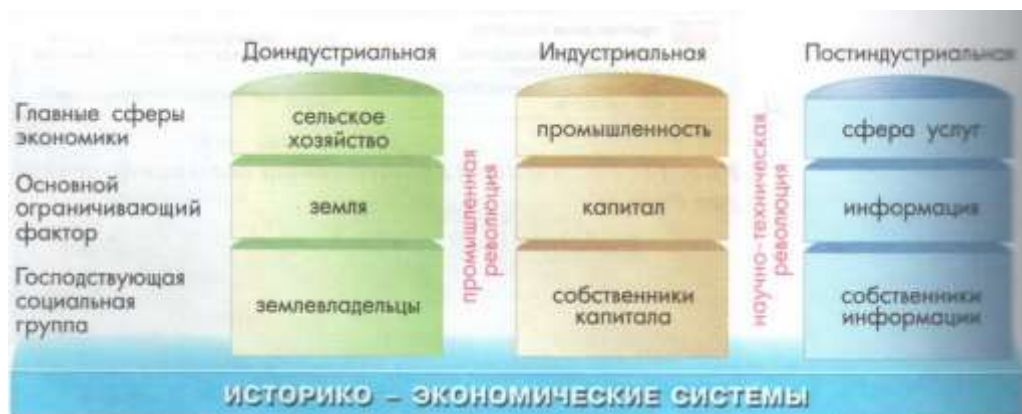 Доиндустриальная
Индустриальная
Постиндустриальная
Главные сферы
экономики
сельское
хозяйство
промышленность
сфера услуг
Основной
ограничивающий
фактор
земля
капитал
информация
Господствующая
социальная
группа
землевладельцы
собственники
капитала
собственники
информации
промышленная
революция
научно-техническая
революция
ИСТОРИКО – ЭКОНОМИЧЕСКИЕ СИСТЕМЫ